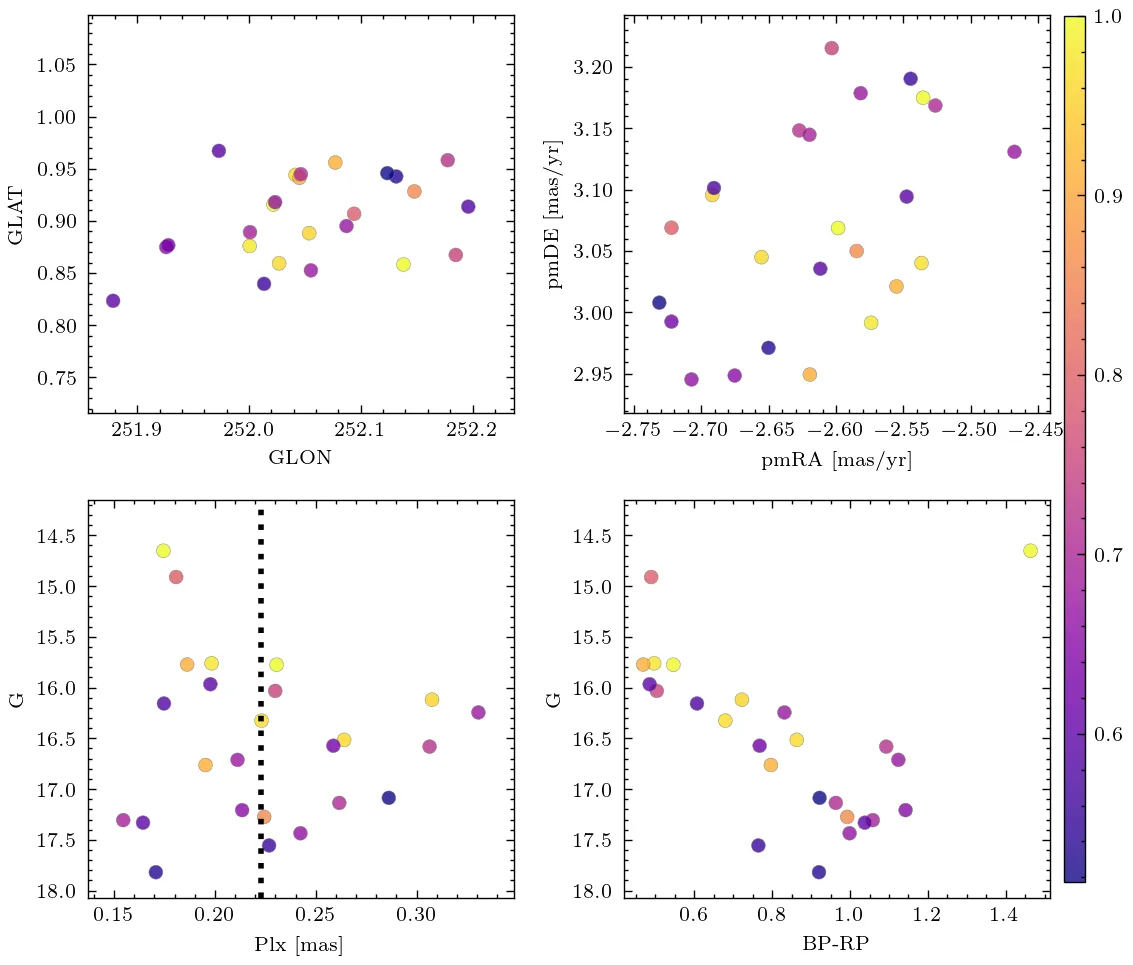 1.05
1.00
0.95
0.90
0.85
0.80
0.75
GLAT
251.9 252.0 252.1 252.2
GLON
3.20
3.15
3.10
3.05
3.00
2.95
pmDE [mas/yr]
−2.75 −2.70 −2.65 −2.60 −2.55 −2.50 −2.45
pmRA [mas/yr]
1.0
0.9
0.8
0.7
0.6
14.5
15.0
15.5
16.0
16.5
17.0
17.5
18.0
G
0.15 0.20 0.25 0.30
Plx [mas]
14.5
15.0
15.5
16.0
16.5
17.0
17.5
18.0
G
0.6 0.8 1.0 1.2 1.4
BP-RP